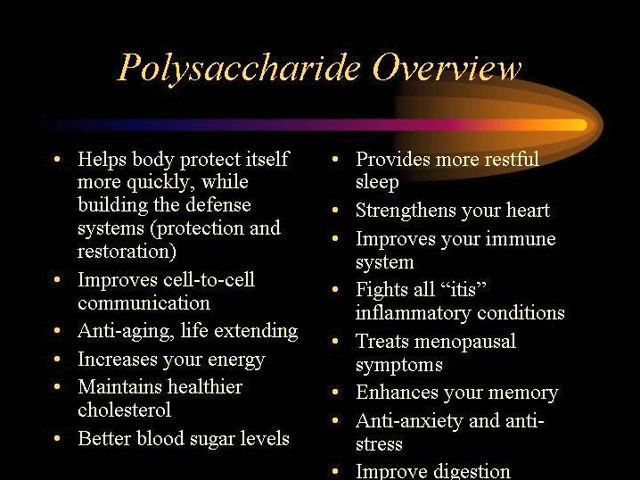 Polysaccharide Overview
• Helps body protect itself
more quickly, while
building the defense
systems (protection and
restoration)
• Improves cell-to-cell
communication
• Anti-aging, life extending
• Increases your energy
• Maintains healthier
cholesterol
• Better blood sugar levels
• Provides more restful
sleep
• Strengthens your heart
• Improves your immune
system
• Fights all “itis”
inflammatory conditions
• Treats menopausal
symptoms
• Enhances your memory
• Anti-anxiety and anti-
stress
• Improve digestion